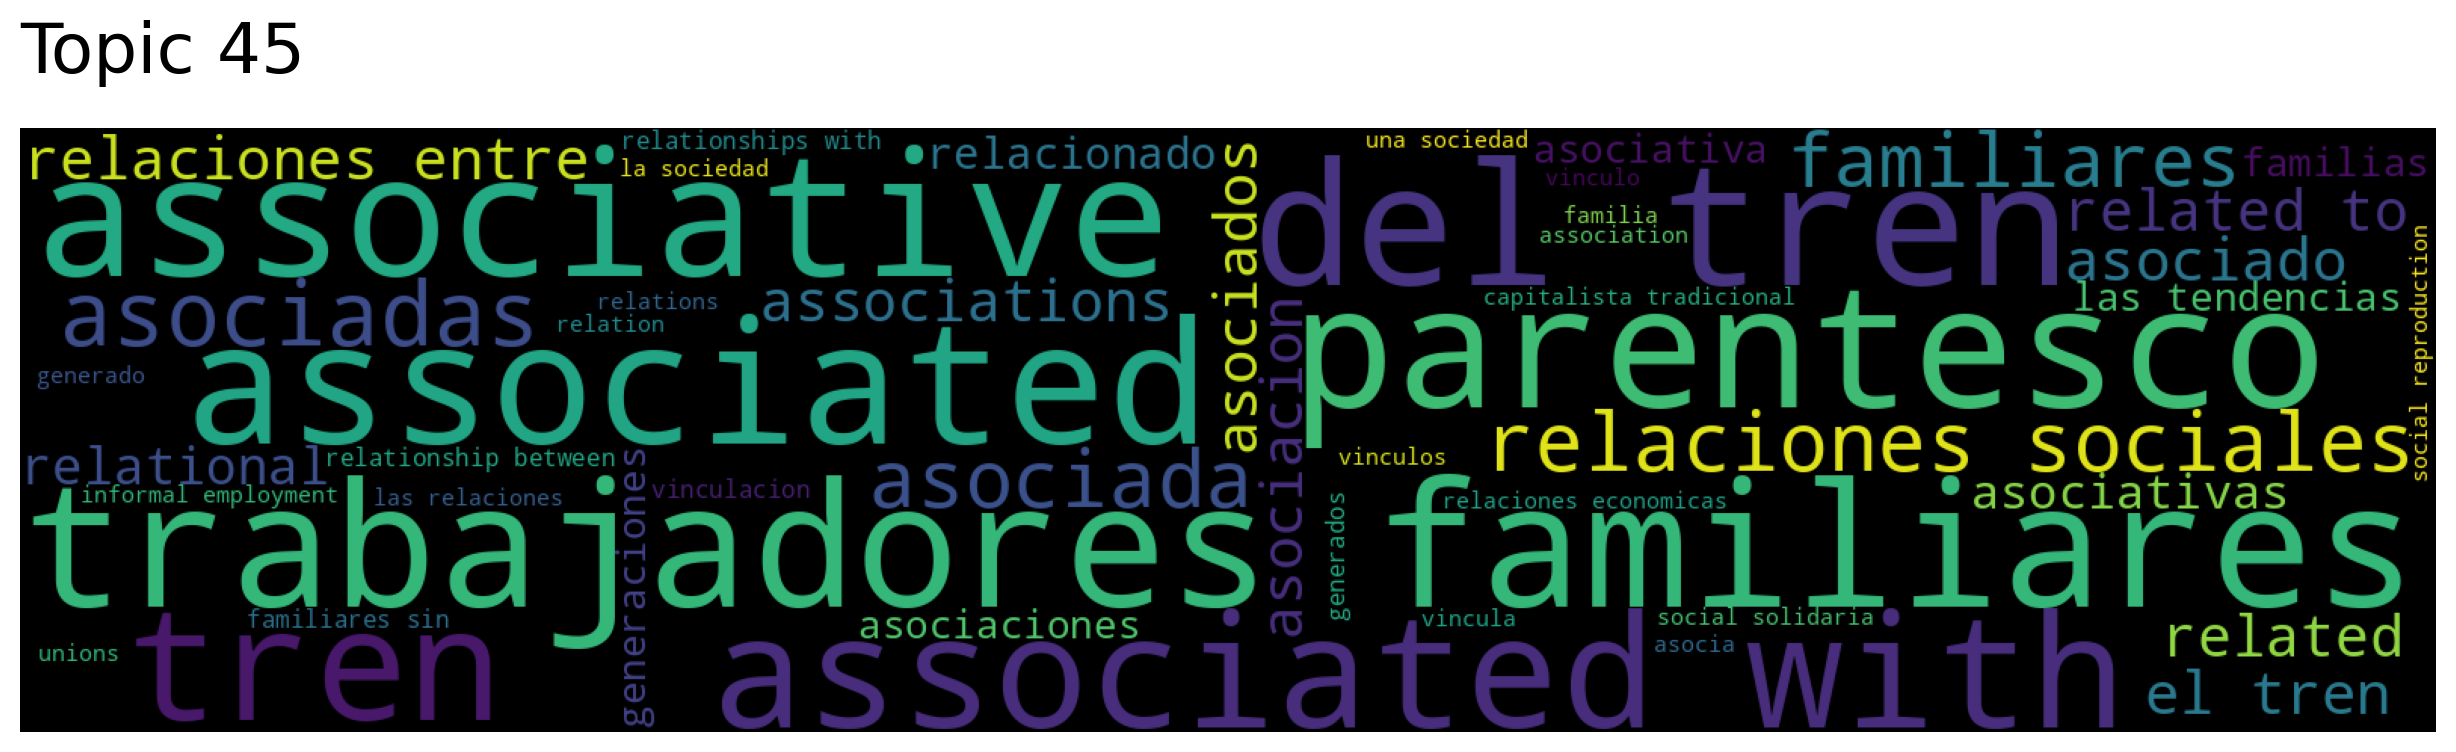 Topic 45
relaciones entre
relationships with
la sociedad
relacionado
associative
asociados
una sociedad
asociativa
vinculo
familia
association
familiares
familias
del tren
related to
asociado
social reproduction
asociadas
relations
relation
associations
capitalista tradicional
las tendencias
generado
associated
asociacion
parentesco
relaciones sociales
vinculos
relational
relationship between
informal employment
las relaciones
vinculacion
asociada
generaciones
generados
relaciones economicas
asociativas
trabajadores familiares
familiares sin
asociaciones
vincula
social solidaria
asocia
related
unions
tren
associated with
el tren